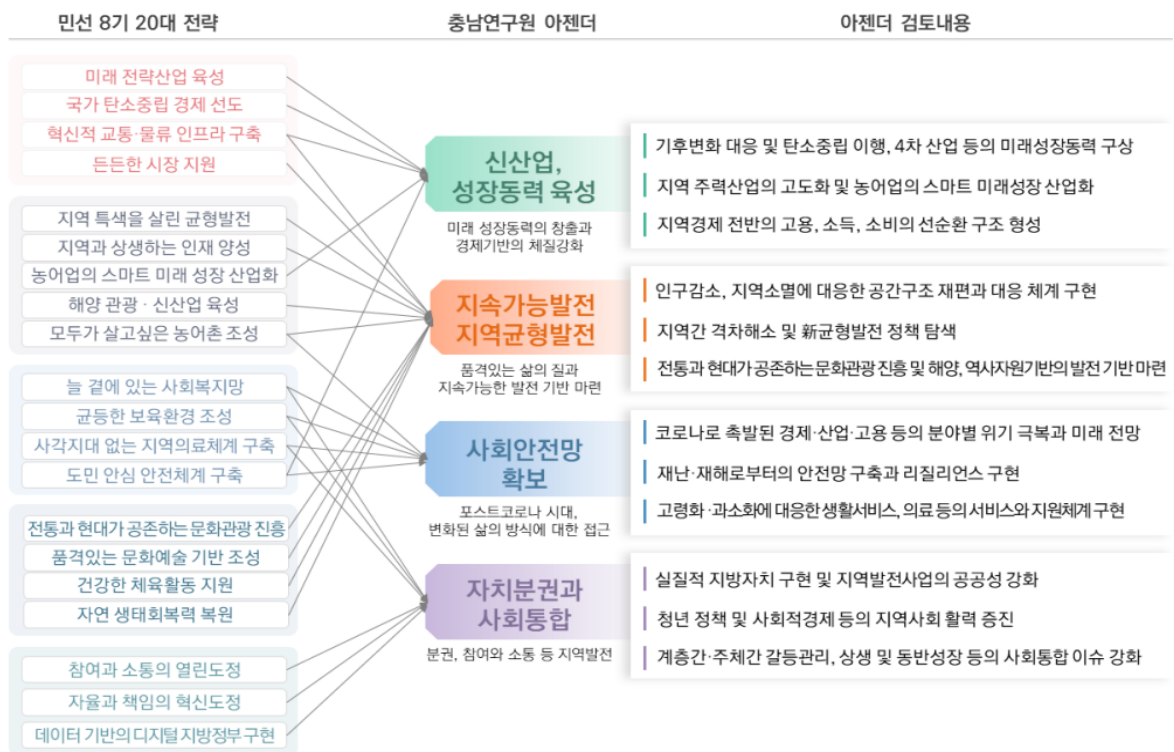 민선 8기 20대 전략
충남연구원 아젠더
아젠더 검토내용
미래 전략산업 육성
국가 탄소중립 경제 선도
혁신적 교통·물류 인프라 구축
든든한 시장 지원
지역 특색을 살린 균형발전
지역과 상생하는 인재 양성
농어업의 스마트 미래 성장 산업화
해양 관광 · 신산업 육성
모두가 살고싶은 농어촌 조성
늘 곁에 있는 사회복지망
균등한 보육환경 조성
사각지대 없는 지역의료체계 구축
도민 안심 안전체계 구축
전통과 현대가 공존하는 문화관광 진흥
품격있는 문화예술 기반 조성
건강한 체육활동 지원
자연 생태회복력 복원
참여과 소통의 열린도정
자율과 책임의 혁신도정
데이터 기반의 디지털 지방정부 구현
신산업,
성장동력 육성
미래 성장동력의 창출과
경제기반의 체질강화
기후변화 대응 및 탄소중립 이행, 4차 산업 등의 미래성장동력 구상
지역 주력산업의 고도화 및 농어업의 스마트 미래성장 산업화
지역경제 전반의 고용, 소득, 소비의 선순환 구조 형성
지속가능발전
지역균형발전
품격있는 삶의 질과
지속가능한 발전 기반 마련
인구감소, 지역소멸에 대응한 공간구조 재편과 대응 체계 구현
지역간 격차해소 및 新균형발전 정책 탐색
전통과 현대가 공존하는 문화관광 진흥 및 해양, 역사자원기반의 발전 기반 마련
사회안전망
확보
포스트코로나 시대,
변화된 삶의 방식에 대한 접근
코로나로 촉발된 경제·산업·고용 등의 분야별 위기 극복과 미래 전망
재난·재해로부터의 안전망 구축과 리질리언스 구현
고령화·과소화에 대응한 생활서비스, 의료 등의 서비스와 지원체계 구현
자치분권과
사회통합
분권, 참여와 소통 등 지역발전
실질적 지방자치 구현 및 지역발전사업의 공공성 강화
청년 정책 및 사회적경제 등의 지역사회 활력 증진
계층간·주체간 갈등관리, 상생 및 동반성장 등의 사회통합 이슈 강화